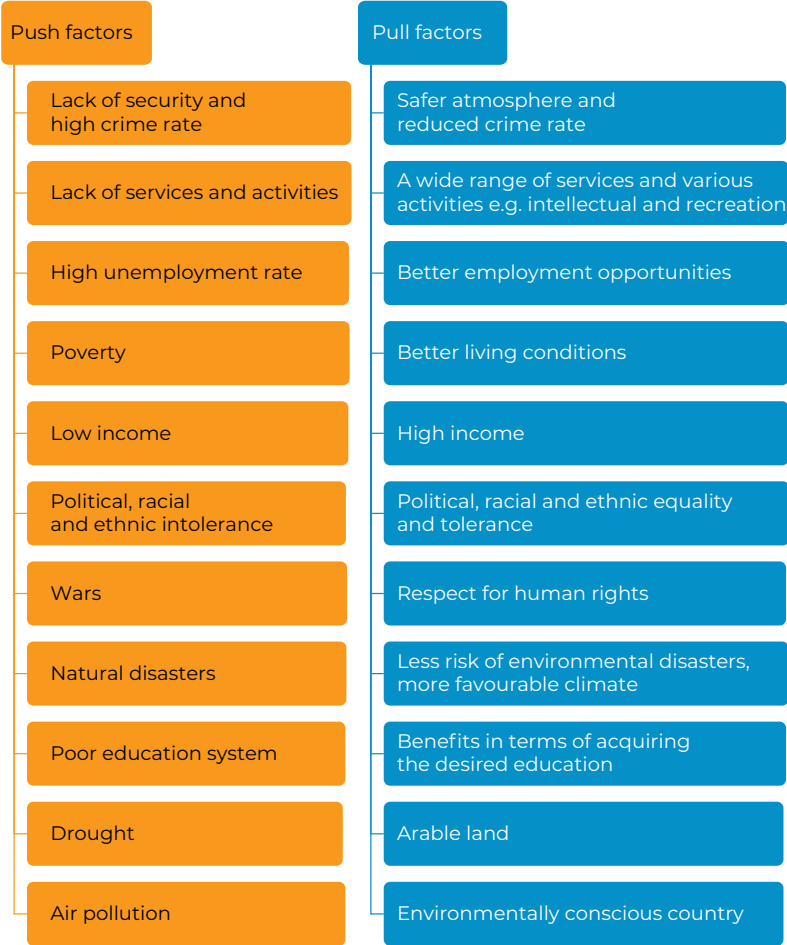 Push factors
Lack of security and
high crime rate
Lack of services and activities
High unemployment rate
Poverty
Low income
Political, racial
and ethnic intolerance
Wars
Natural disasters
Poor education system
Drought
Air pollution
Pull factors
Safer atmosphere and
reduced crime rate
A wide range of services and various
activities e.g. intellectual and recreation
Better employment opportunities
Better living conditions
High income
Political, racial and ethnic equality
and tolerance
Respect for human rights
Less risk of environmental disasters,
more favourable climate
Benefits in terms of acquiring
the desired education
Arable land
Environmentally conscious country